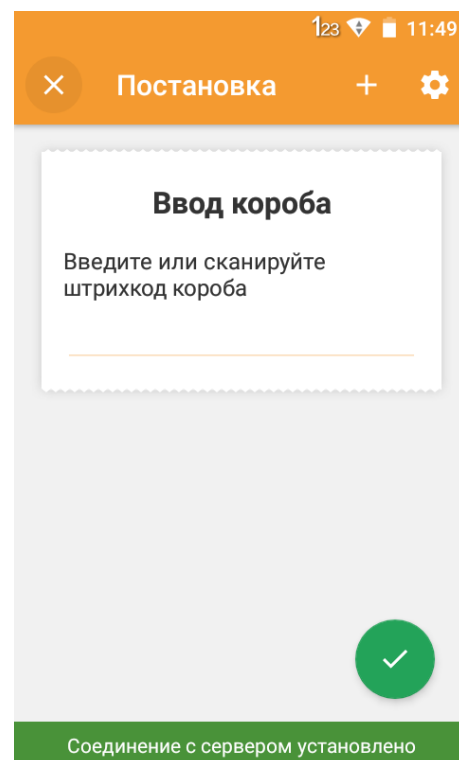 123 11:49
Постановка
Ввод короба
Введите или сканируйте
штрихкод короба
Соединение с сервером установлено